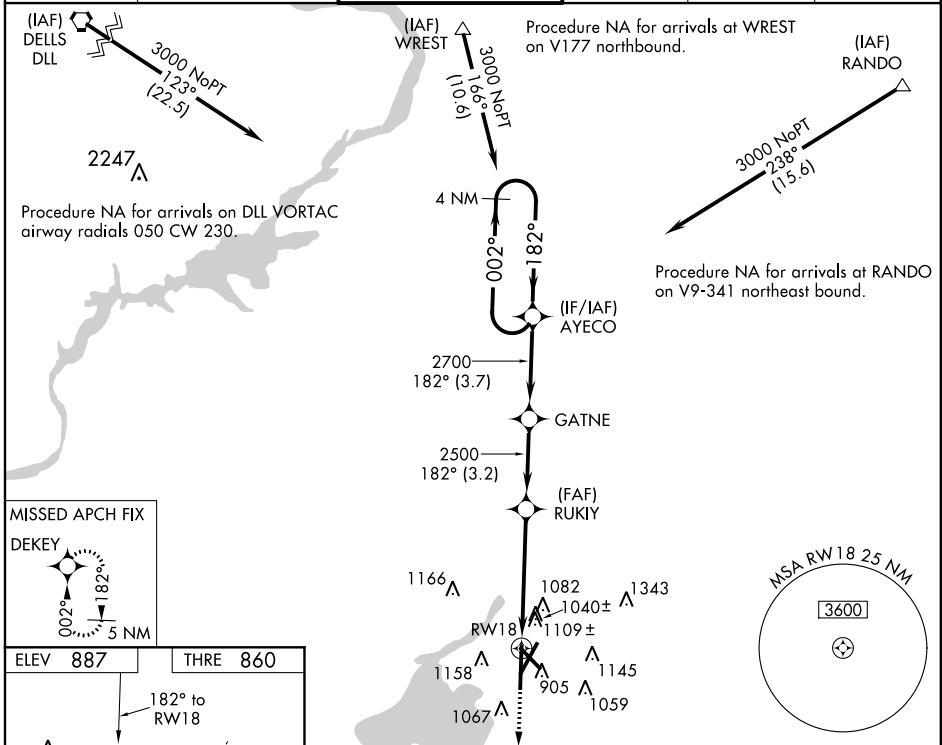 (IAF)
DELLS
DLL
3000 NoPT
123°
(22.5)
2247
Procedure NA for arrivals on DLL VORTAC
airway radials 050 CW 230.
(IAF)
WREST
3000 NoPT
166°
(10.6)
Procedure NA for arrivals at WREST
on V177 northbound.
(IAF)
RANDO
3000 NoPT
238°
(15.6)
Procedure NA for arrivals at RANDO
on V9-341 northeast bound.
4 NM
002°
182°
(IF/IAF)
AYECO
2700
182° (3.7)
GATNE
2500
182° (3.2)
(FAF)
RUKIY
MISSED APCH FIX
DEKEY
002°
182°
5 NM
1166
1082
1343
1040±
RW18
1109±
1158
1145
905
1059
1067
MSA RW18 25 NM
3600
ELEV 887
THRE 860
182° to
RW18